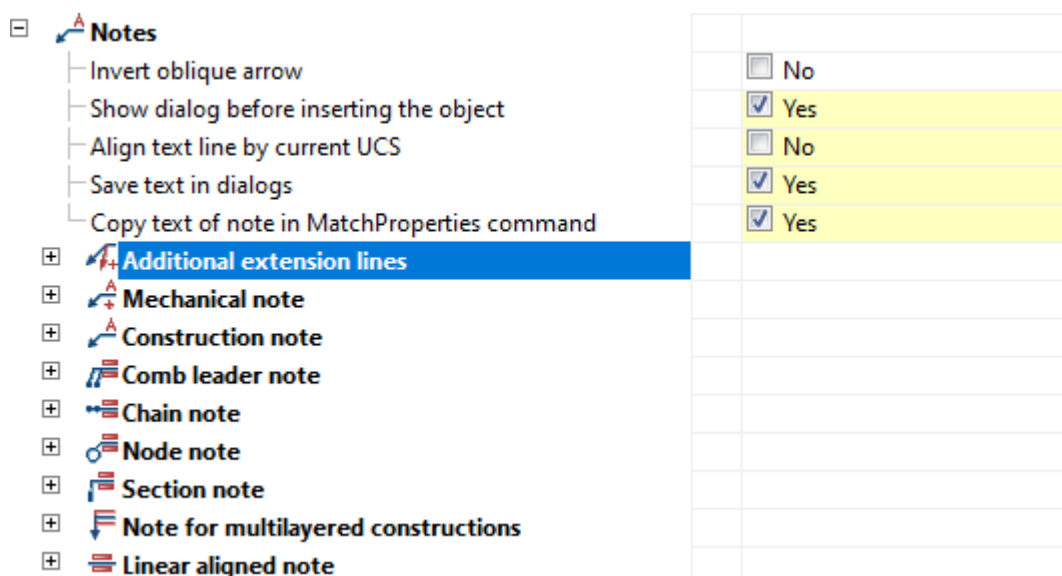 Notes
Invert oblique arrow No
Show dialog before inserting the object Yes
Align text line by current UCS No
Save text in dialogs Yes
Copy text of note in MatchProperties command Yes
Additional extension lines
Mechanical note
Construction note
Comb leader note
Chain note
Node note
Section note
Note for multilayered constructions
Linear aligned note